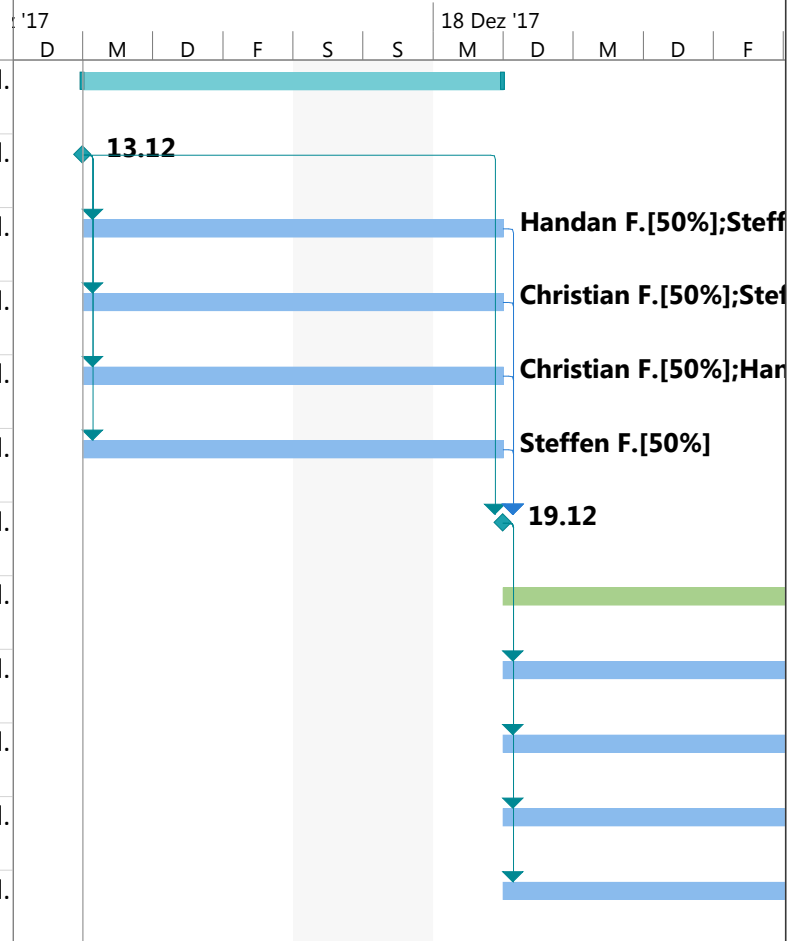 '17
18 Dez '17
D M D F S S M D M D F
13.12
Handan F.[50%];Steff
Christian F.[50%];Stef
Christian F.[50%];Han
Steffen F.[50%]
19.12